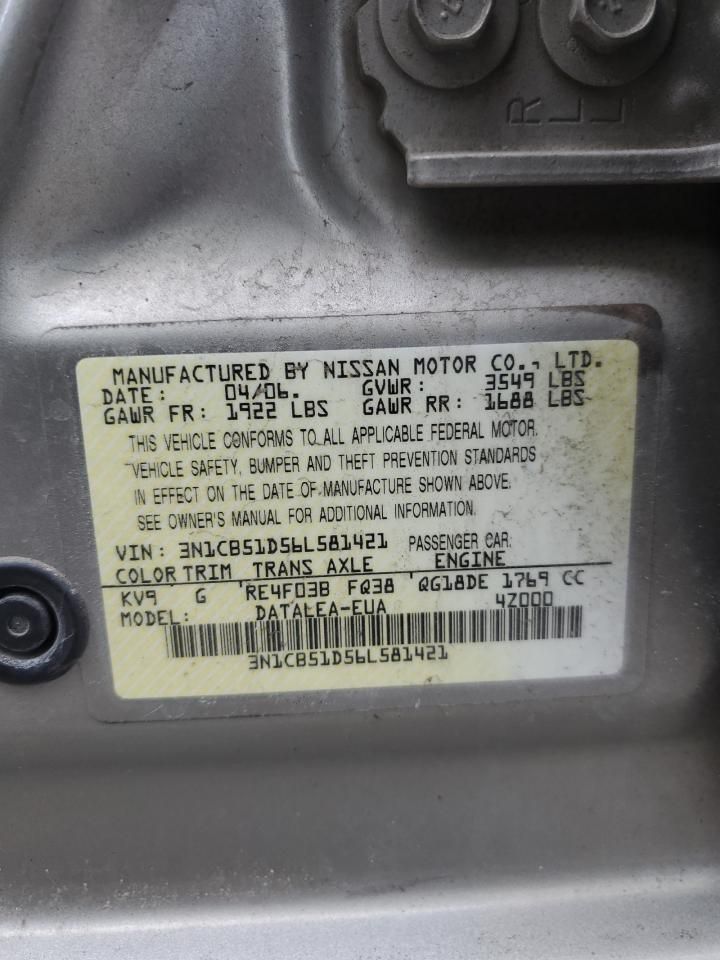 R L L
MANUFACTURED BY NISSAN MOTOR CO., LTD.
DATE: 04/06. GVWR: 3549 LBS
GAWR FR: 1922 LBS GAWR RR: 1688 LBS
THIS VEHICLE CONFORMS TO ALL APPLICABLE FEDERAL MOTOR
VEHICLE SAFETY, BUMPER AND THEFT PREVENTION STANDARDS
IN EFFECT ON THE DATE OF MANUFACTURE SHOWN ABOVE.
SEE OWNER'S MANUAL FOR ADDITIONAL INFORMATION.
VIN: 3N1CB51D56L581421 PASSENGER CAR
COLOR TRIM TRANS AXLE ENGINE
KV9 G RE4F03B FQ38 QG18DE 1769 CC
MODEL: DATALEA-EUA 4Z000
3N1CB51D56L581421